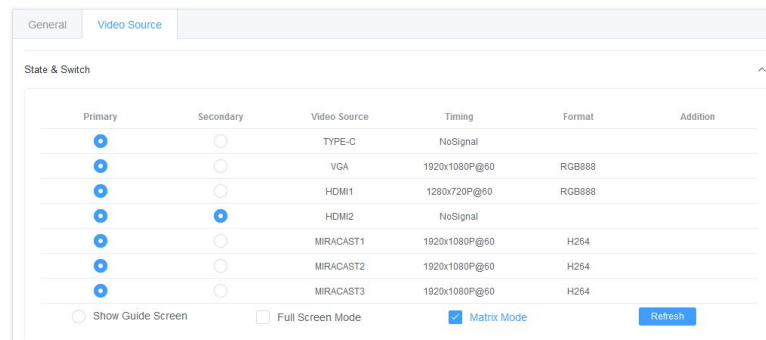 General Video Source
State & Switch
Primary Secondary Video Source Timing Format Addition
TYPE-C NoSignal
VGA 1920x1080P@60 RGB888
HDMI1 1280x720P@60 RGB888
HDMI2 NoSignal
MIRACAST1 1920x1080P@60 H264
MIRACAST2 1920x1080P@60 H264
MIRACAST3 1920x1080P@60 H264
Show Guide Screen Full Screen Mode Matrix Mode Refresh